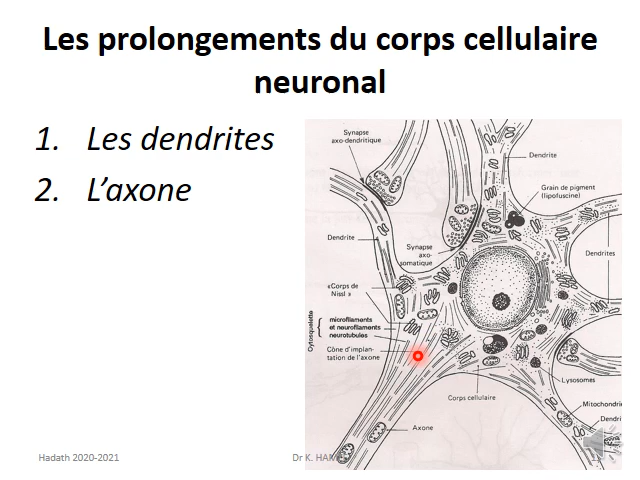 Les prolongements du corps cellulaire
neuronal
1. Les dendrites
2. L’axone
Synapse
axo-dendritique
Dendrite
Grain de pigment
(lipofuscine)
Dendrite
Synapse
axo-
somatique
Dendrites
«Corps de
Nissl »
Cytosquelette
microfilaments
et neurofilaments
neurotubules
Cône d'implan-
tation de l'axone
Lysosomes
Corps cellulaire
Mitochondri
Dendri
Axone
Hadath 2020-2021
Dr K.